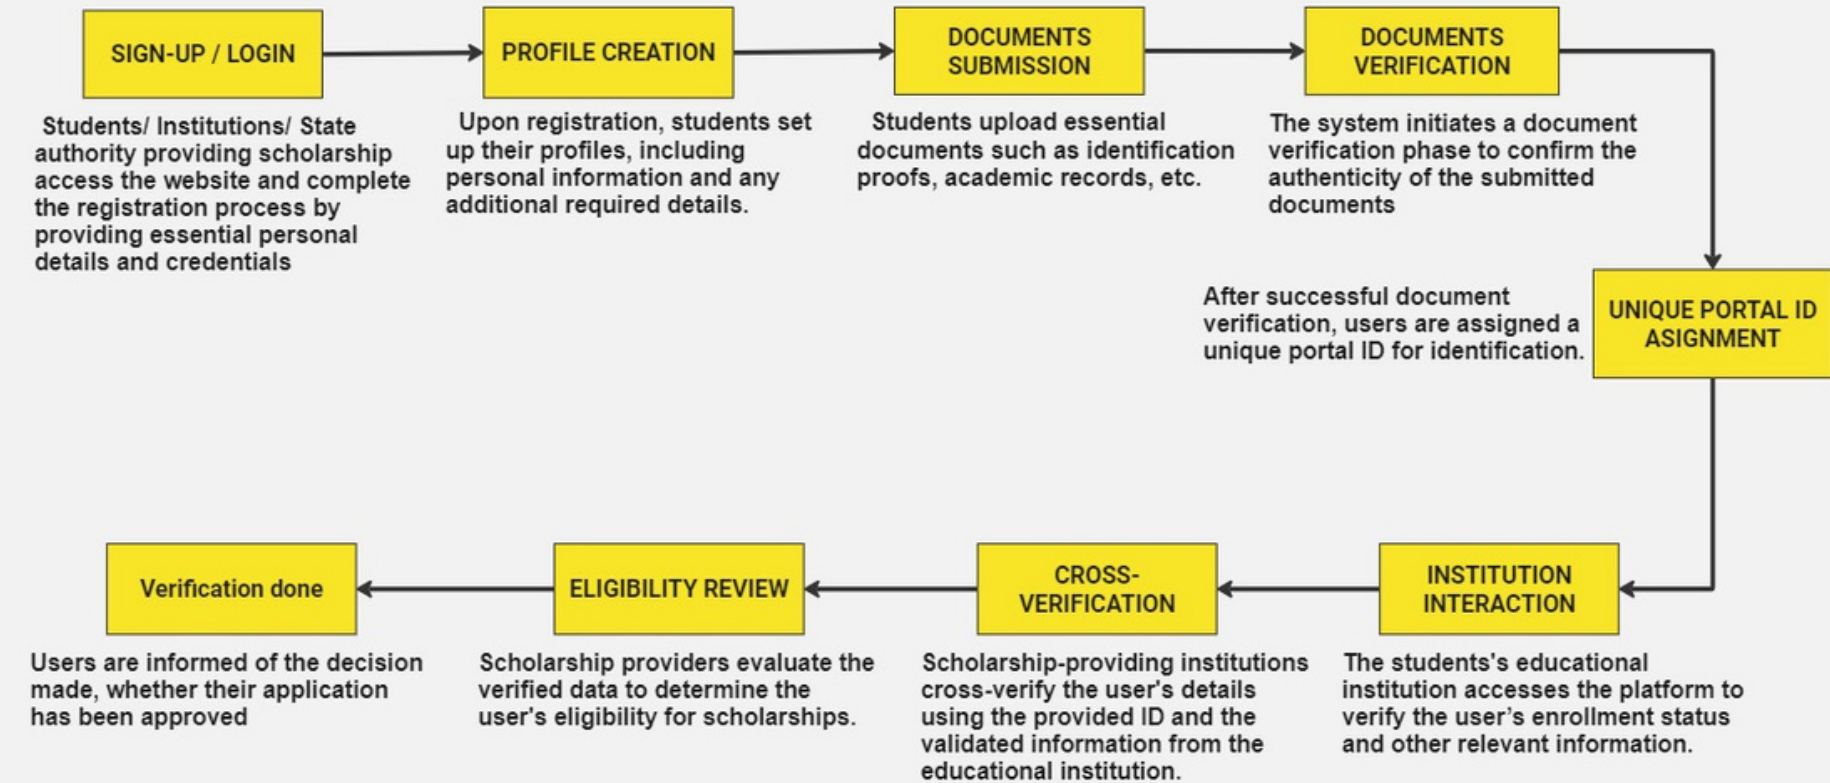 SIGN-UP / LOGIN
Students/ Institutions/ State
authority providing scholarship
access the website and complete
the registration process by
providing essential personal
details and credentials
PROFILE CREATION
Upon registration, students set
up their profiles, including
personal information and any
additional required details.
DOCUMENTS
SUBMISSION
Students upload essential
documents such as identification
proofs, academic records, etc.
DOCUMENTS
VERIFICATION
The system initiates a document
verification phase to confirm the
authenticity of the submitted
documents
UNIQUE PORTAL ID
ASIGNMENT
After successful document
verification, users are assigned a
unique portal ID for identification.
INSTITUTION
INTERACTION
The students's educational
institution accesses the platform to
verify the user’s enrollment status
and other relevant information.
CROSS-
VERIFICATION
Scholarship-providing institutions
cross-verify the user's details
using the provided ID and the
validated information from the
educational institution.
ELIGIBILITY REVIEW
Scholarship providers evaluate the
verified data to determine the
user's eligibility for scholarships.
Verification done
Users are informed of the decision
made, whether their application
has been approved